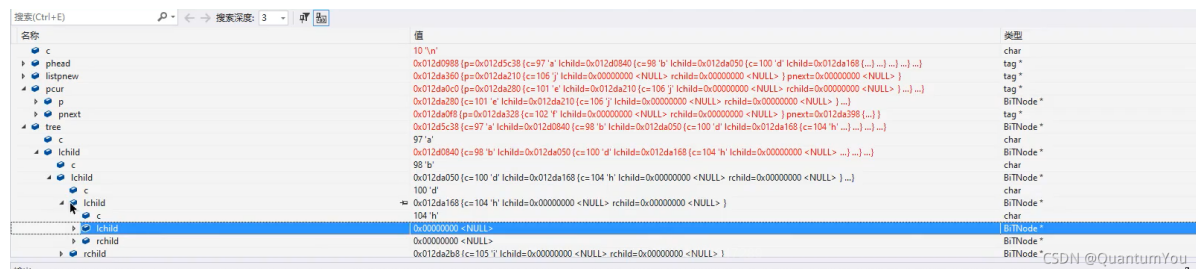 搜索(Ctrl+E) 搜索深度: 3
名称 值 类型
c 10 '\n' char
phead 0x012d0988 {p=0x012d5c38 {c=97 'a' lchild=0x012d0840 {c=98 'b' lchild=0x012da050 {c=100 'd' lchild=0x012da168 {...} ...} ...} ...} ...} tag *
listpnew 0x012da360 {p=0x012da210 {c=106 'j' lchild=0x00000000 <NULL> rchild=0x00000000 <NULL> } pnext=0x00000000 <NULL> } tag *
pcur 0x012da0c0 {p=0x012da280 {c=101 'e' lchild=0x012da210 {c=106 'j' lchild=0x00000000 <NULL> rchild=0x00000000 <NULL> } ...} ...} tag *
p 0x012da280 {c=101 'e' lchild=0x012da210 {c=106 'j' lchild=0x00000000 <NULL> rchild=0x00000000 <NULL> } ...} BiTNode *
pnext 0x012da0f8 {p=0x012da328 {c=102 'f' lchild=0x00000000 <NULL> rchild=0x00000000 <NULL> } pnext=0x012da398 {...} } tag *
tree 0x012d5c38 {c=97 'a' lchild=0x012d0840 {c=98 'b' lchild=0x012da050 {c=100 'd' lchild=0x012da168 {c=104 'h' ...} ...} ...} ...} BiTNode *
c 97 'a' char
lchild 0x012d0840 {c=98 'b' lchild=0x012da050 {c=100 'd' lchild=0x012da168 {c=104 'h' lchild=0x00000000 <NULL> ...} ...} ...} BiTNode *
c 98 'b' char
lchild 0x012da050 {c=100 'd' lchild=0x012da168 {c=104 'h' lchild=0x00000000 <NULL> rchild=0x00000000 <NULL> } ...} BiTNode *
c 100 'd' char
lchild 0x012da168 {c=104 'h' lchild=0x00000000 <NULL> rchild=0x00000000 <NULL> } BiTNode *
c 104 'h' char
lchild 0x00000000 <NULL> BiTNode *
rchild 0x00000000 <NULL> BiTNode *
rchild 0x012da2b8 {c=105 'i' lchild=0x00000000 <NULL> rchild=0x00000000 <NULL> } BiTNode *
CSDN @QuantumYou